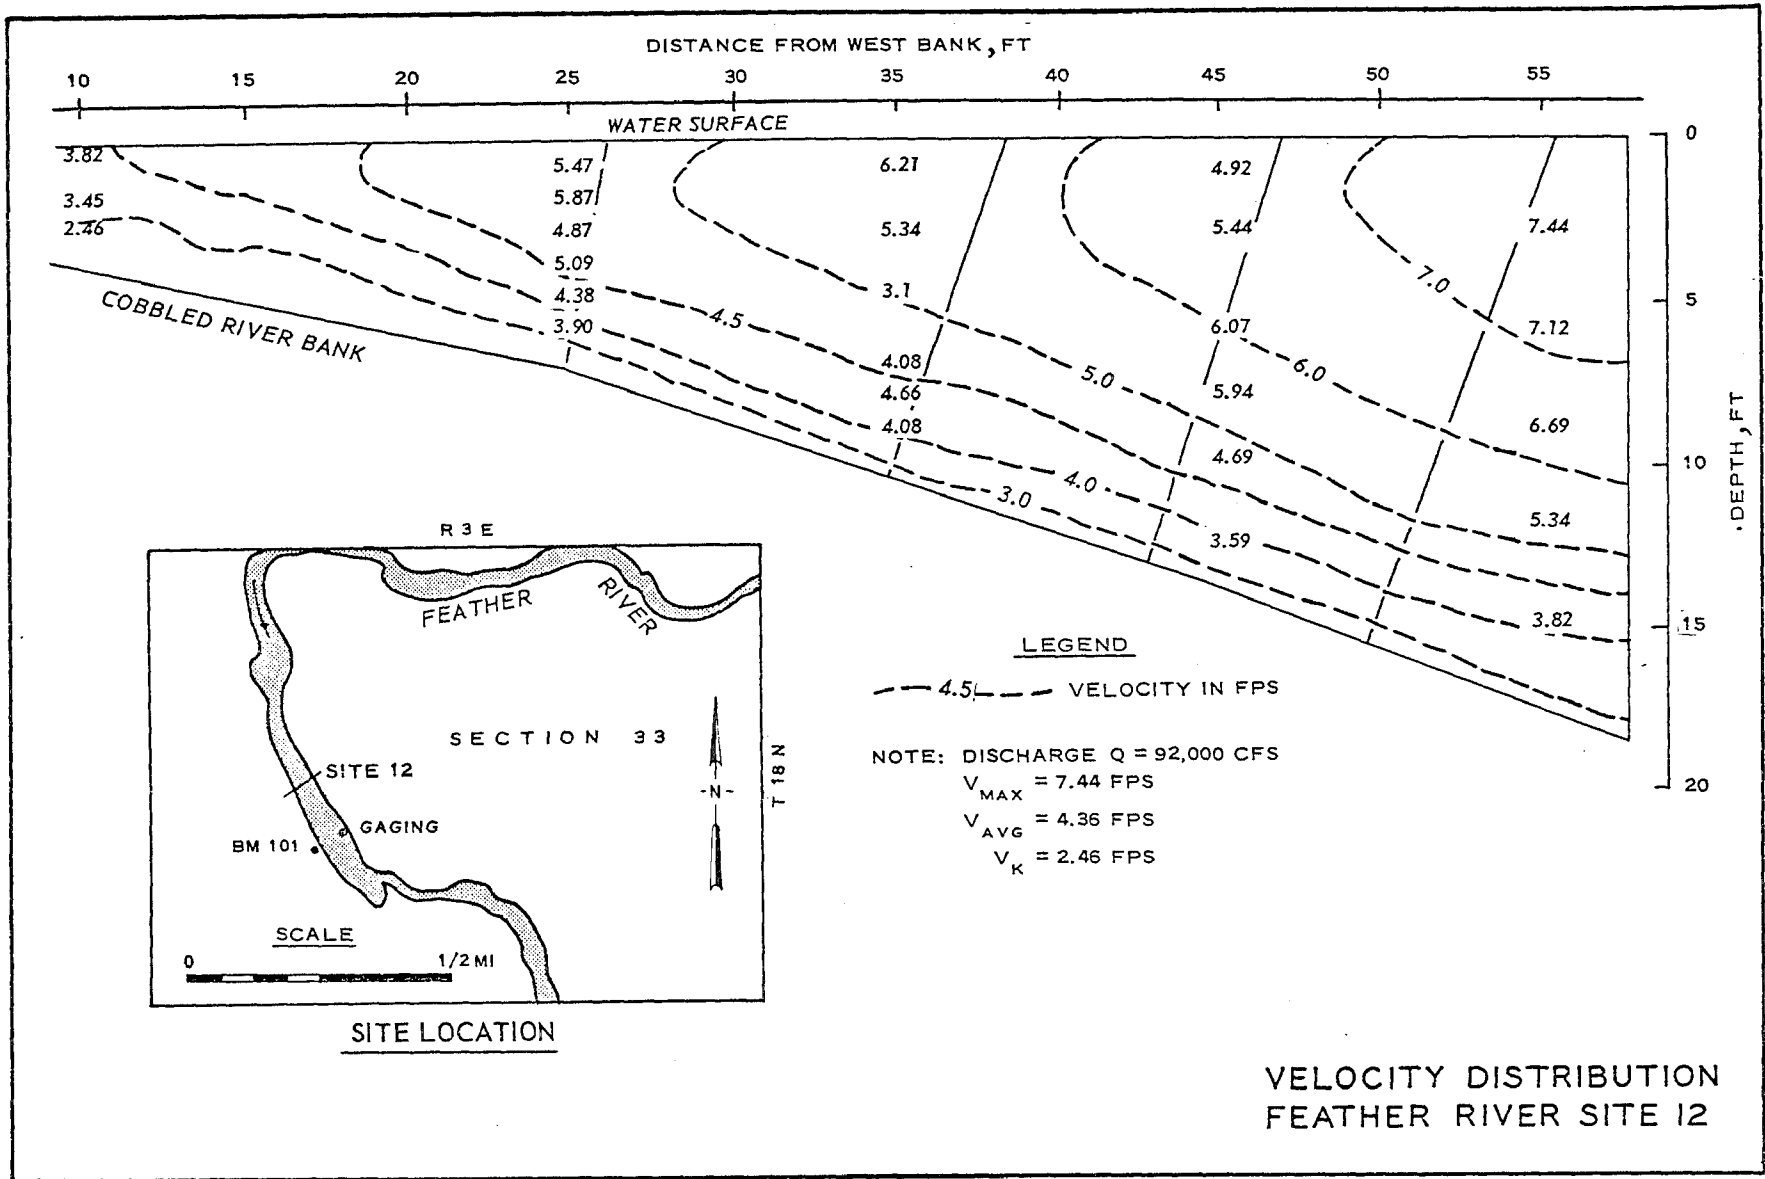 DISTANCE FROM WEST BANK, FT
10 15 20 25 30 35 40 45 50 55
WATER SURFACE
0
3.82 5.47 6.21 4.92
3.45 5.87
2.46 4.87 5.34 5.44 7.44
5.09
4.38 3.1 7.0
5
3.90 4.5 6.07 7.12
COBBLED RIVER BANK
4.08 5.0 6.0
4.66 5.94
4.08 6.69
4.69
10
3.0 4.0
DEPTH, FT
5.34
3.59
3.82
15
20
R 3 E
FEATHER RIVER
SECTION 33
SITE 12
-N-
T 18 N
GAGING
BM 101
SCALE
0 1/2 MI
SITE LOCATION
LEGEND
4.5 VELOCITY IN FPS
NOTE: DISCHARGE Q = 92,000 CFS
VMAX = 7.44 FPS
VAVG = 4.36 FPS
VK = 2.46 FPS
VELOCITY DISTRIBUTION
FEATHER RIVER SITE 12